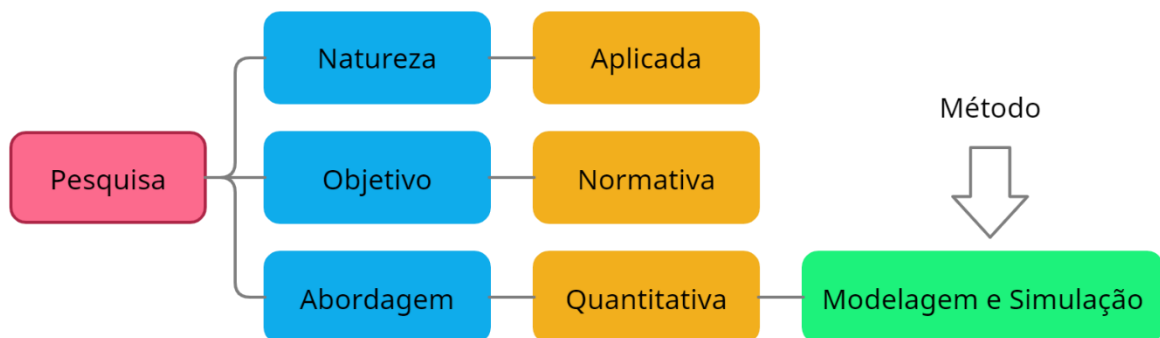 Natureza
Aplicada
Método
Pesquisa
Objetivo
Normativa
Abordagem
Quantitativa
Modelagem e Simulação